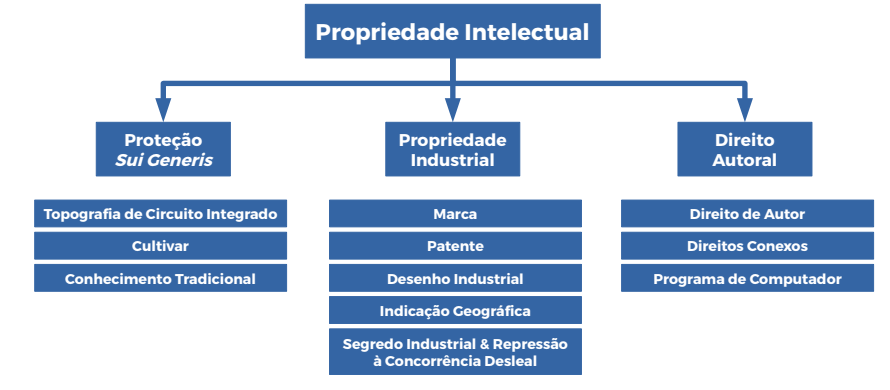 Propriedade Intelectual
Proteção
Sui Generis
Topografia de Circuito Integrado
Cultivar
Conhecimento Tradicional
Propriedade
Industrial
Marca
Patente
Desenho Industrial
Indicação Geográfica
Segredo Industrial & Repressão
à Concorrência Desleal
Direito
Autoral
Direito de Autor
Direitos Conexos
Programa de Computador